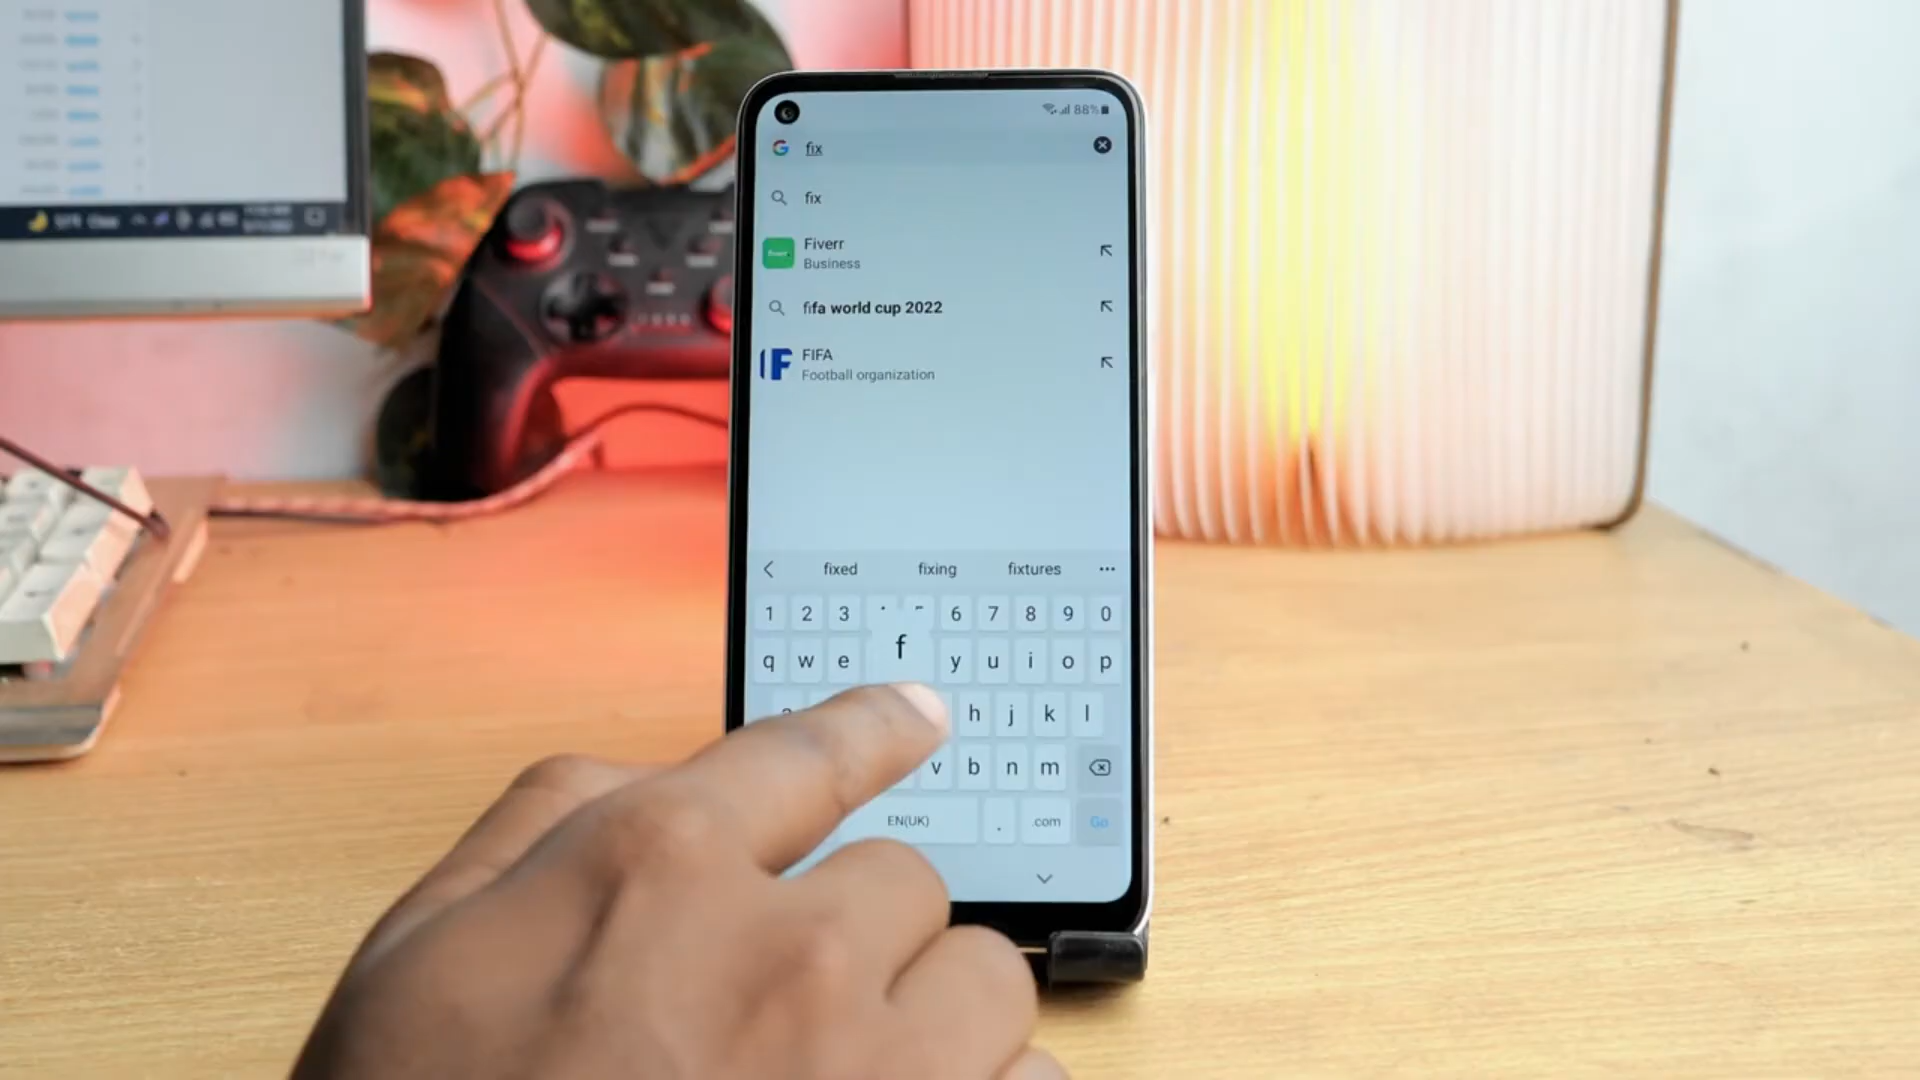 88%
fix
fix
Fiverr
Business
fifa world cup 2022
FIFA
Football organization
fixed fixing fixtures
1 2 3 6 7 8 9 0
f
q w e y u i o p
h j k l
v b n m
EN(UK) . .com Go